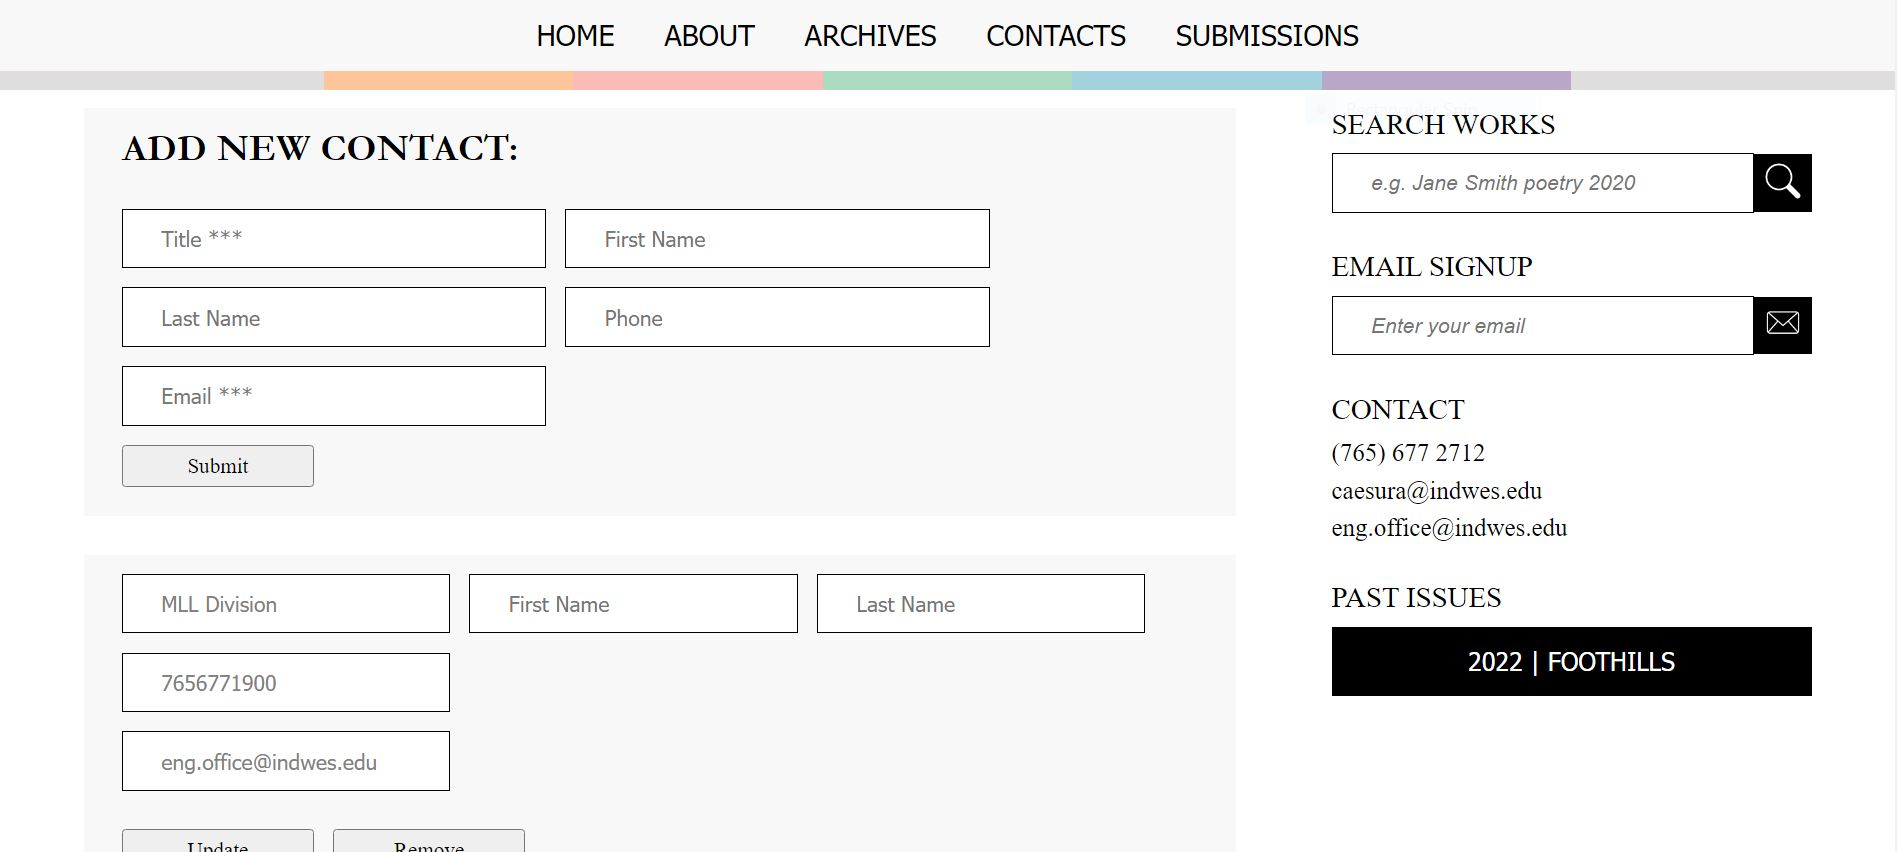 HOME ABOUT ARCHIVES CONTACTS SUBMISSIONS
ADD NEW CONTACT:
Title *** First Name
Last Name Phone
Email ***
Submit
MLL Division First Name Last Name
7656771900
eng.office@indwes.edu
Update Remove
Rectangular Snip
SEARCH WORKS
e.g. Jane Smith poetry 2020
EMAIL SIGNUP
Enter your email
CONTACT
(765) 677 2712
caesura@indwes.edu
eng.office@indwes.edu
PAST ISSUES
2022 | FOOTHILLS